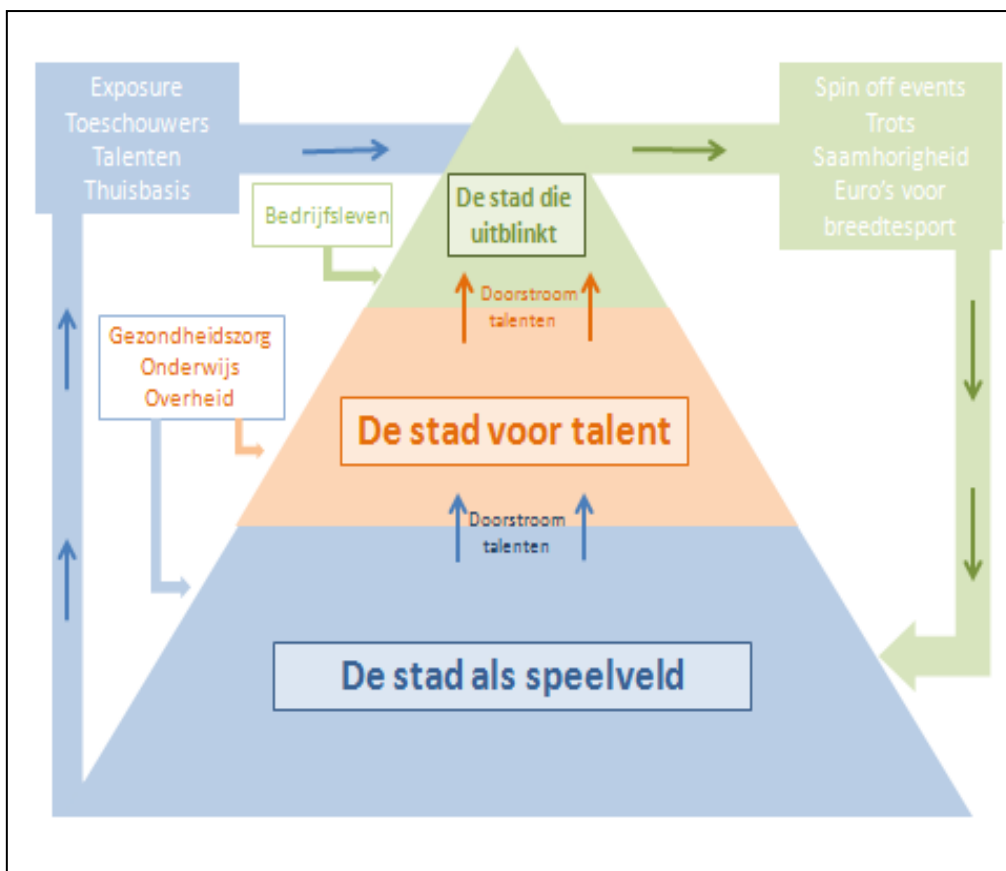 Exposure
Toeschouwers
Talenten
Thuisbasis
Spin off events
Trots
Saamhorigheid
Euro's voor
breedtesport
Bedrijfsleven
De stad die
uitblinkt
Doorstroom
talenten
Gezondheidszorg
Onderwijs
Overheid
De stad voor talent
Doorstroom
talenten
De stad als speelveld